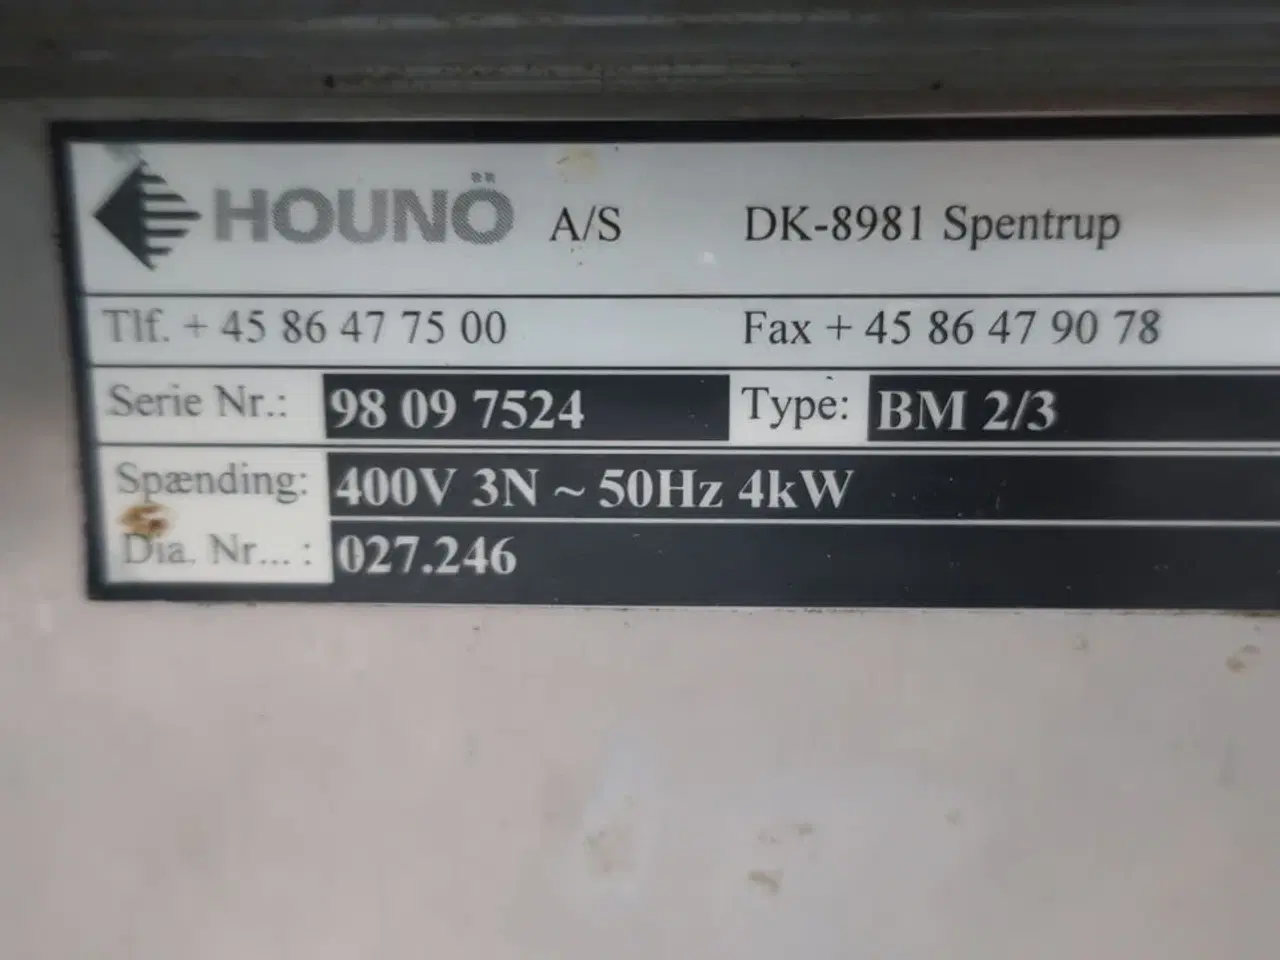 HOUNÖ A/S DK-8981 Spentrup
Tlf. + 45 86 47 75 00 Fax + 45 86 47 90 78
Serie Nr.: 98 09 7524 Type: BM 2/3
Spænding: 400V 3N ~ 50Hz 4kW
Dia. Nr... : 027.246